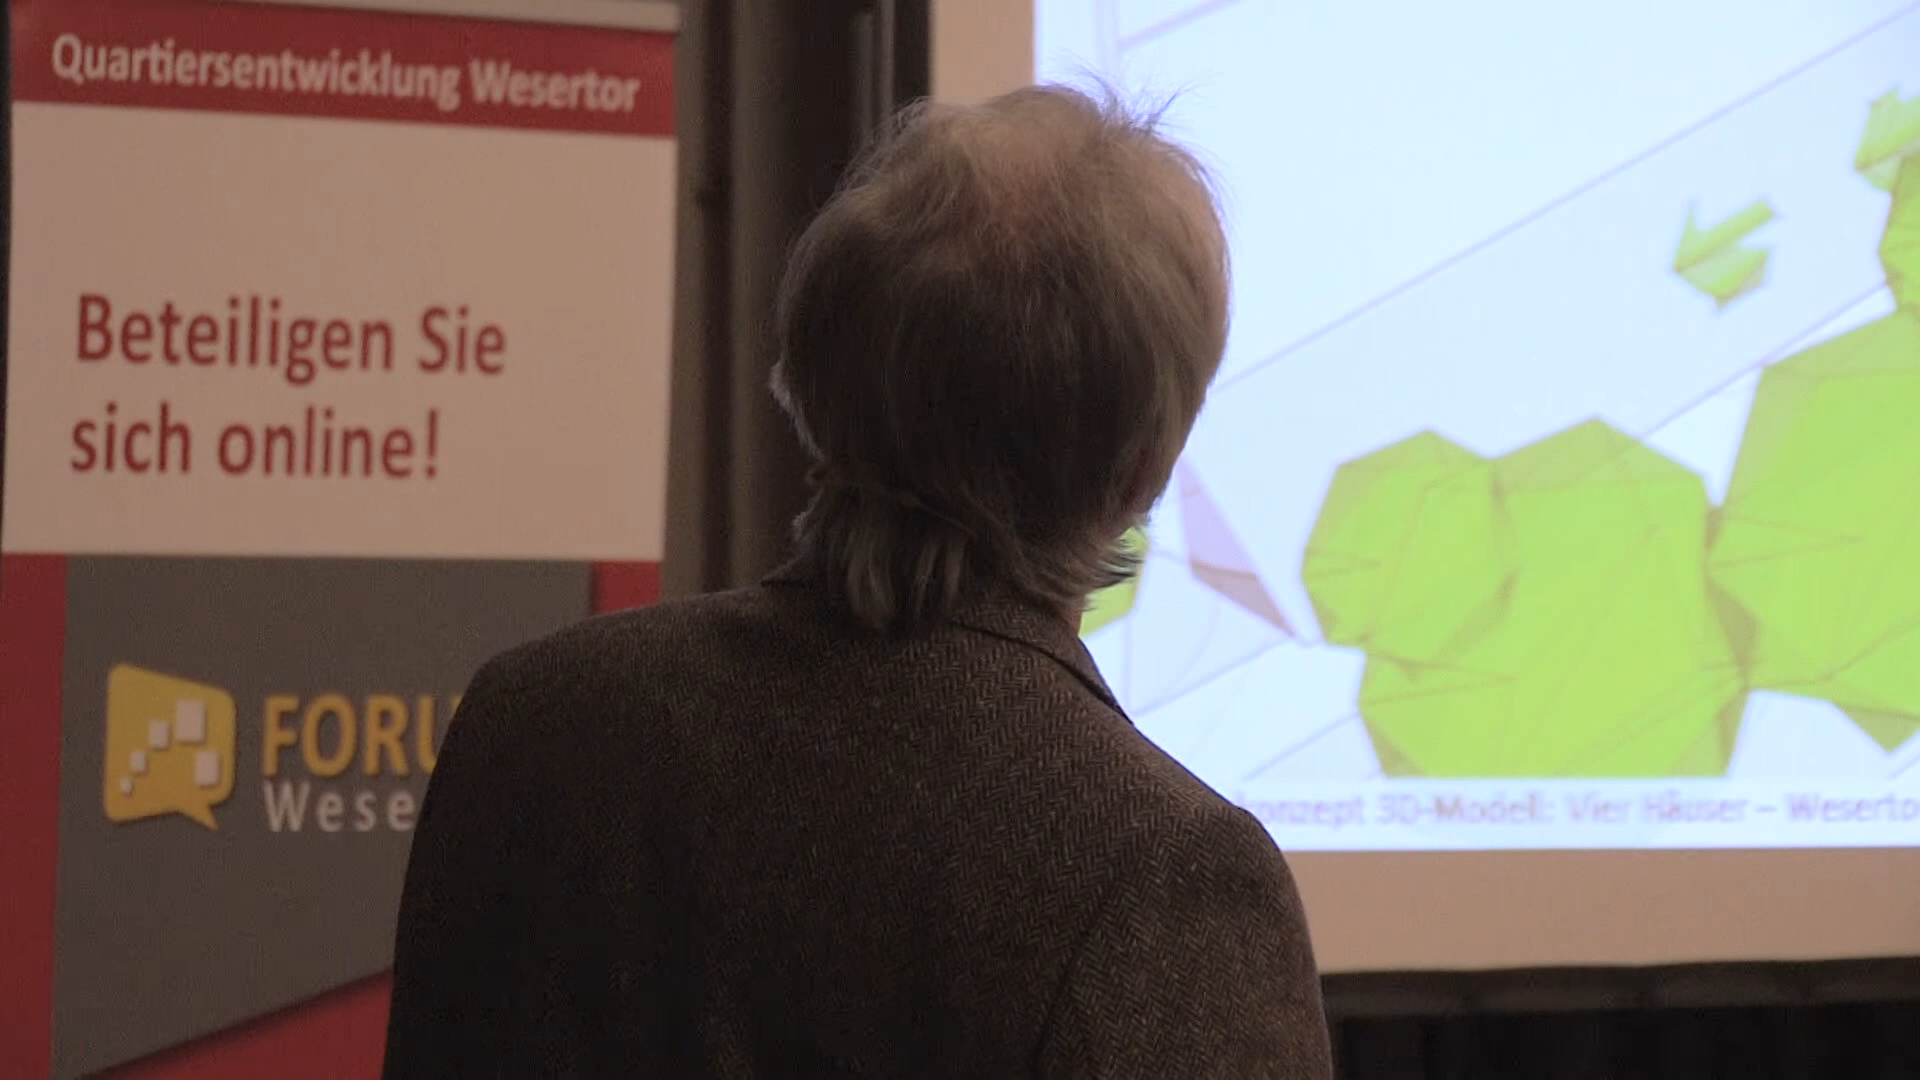 Quartiersentwicklung Wesertor
Beteiligen Sie
sich online!
FORU
Wese
konzept 3D-Modell: Vier Häuser – Weserto